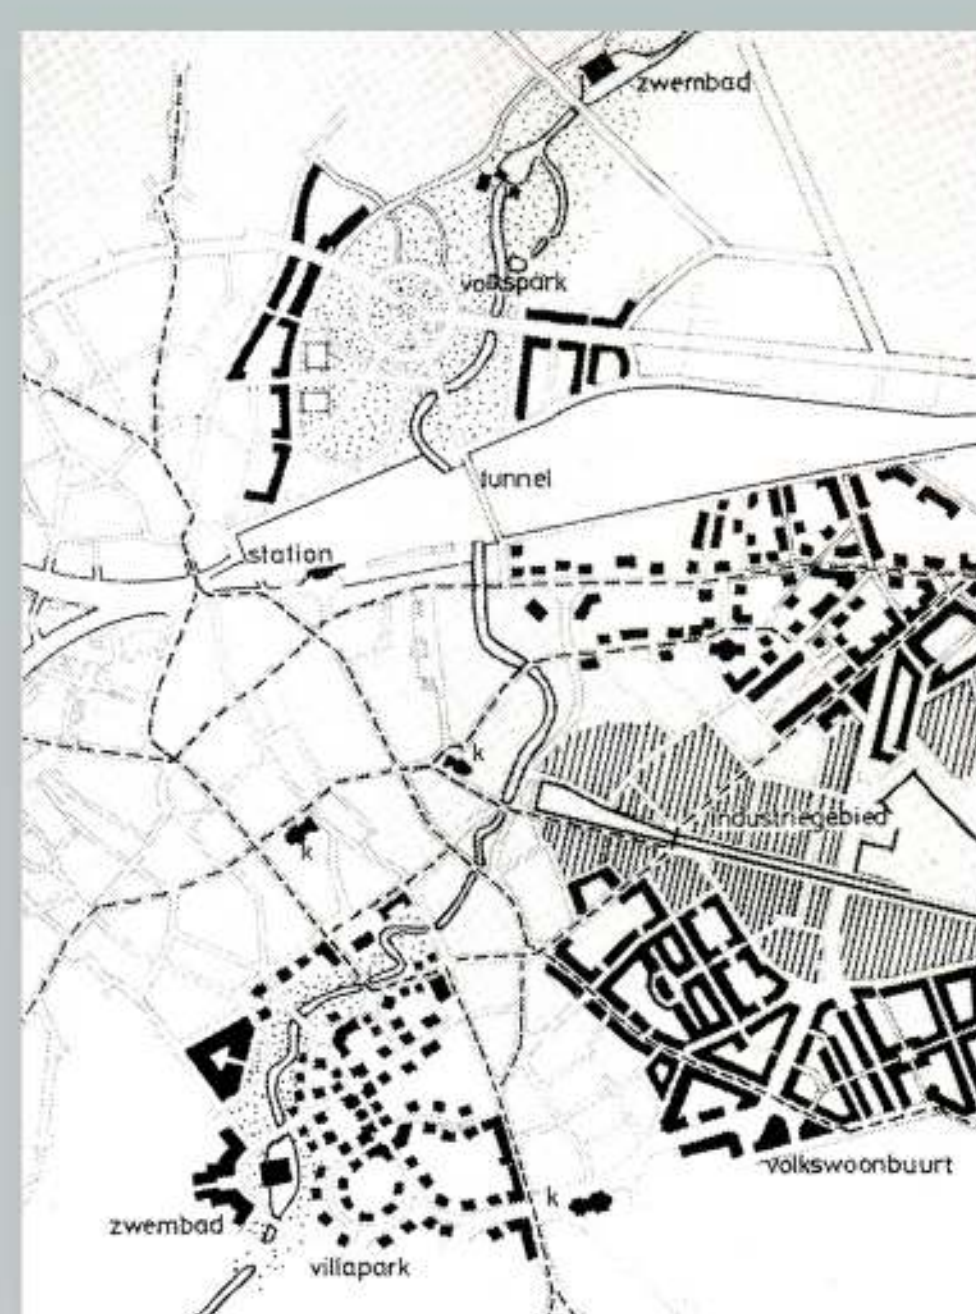 zwembad
volkspark
tunnel
station
k
industriegebied
k
volkswoonbuurt
k
zwembad
villapark